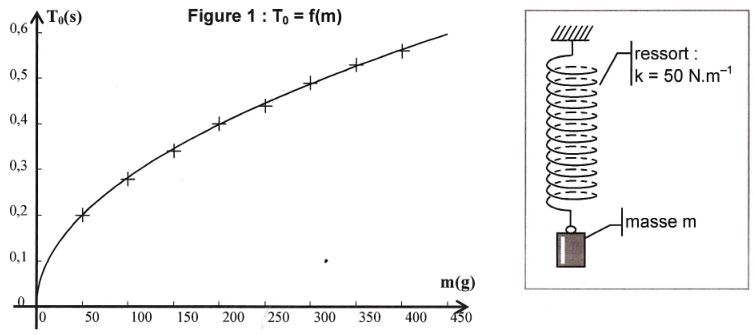 T₀(s)
Figure 1 : T₀ = f(m)
0,6
0,5
0,4
0,3
0,2
0,1
0
m(g)
0 50 100 150 200 250 300 350 400 450
ressort :
k = 50 N.m⁻¹
masse m